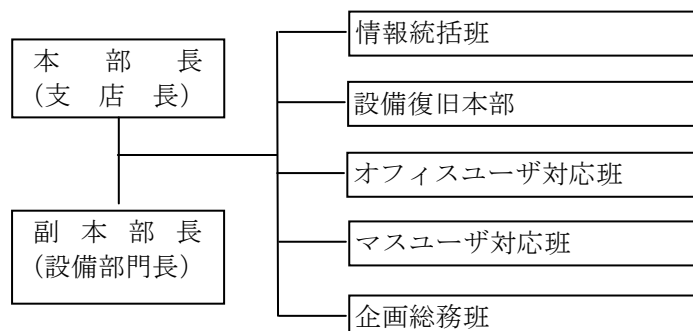 本部長
(支店長)
副本部長
(設備部門長)
情報統括班
設備復旧本部
オフィスユーザ対応班
マスユーザ対応班
企画総務班